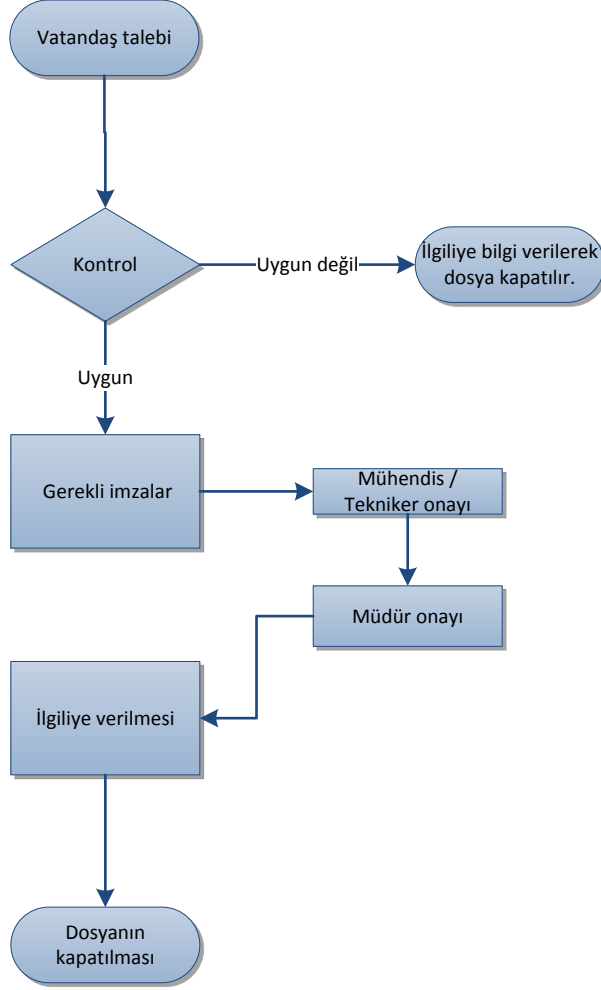 Vatandaş talebi
Kontrol
Uygun değil
İlgiliye bilgi verilerek
dosya kapatılır.
Uygun
Gerekli imzalar
Mühendis /
Tekniker onayı
Müdür onayı
İlgiliye verilmesi
Dosyanın
kapatılması